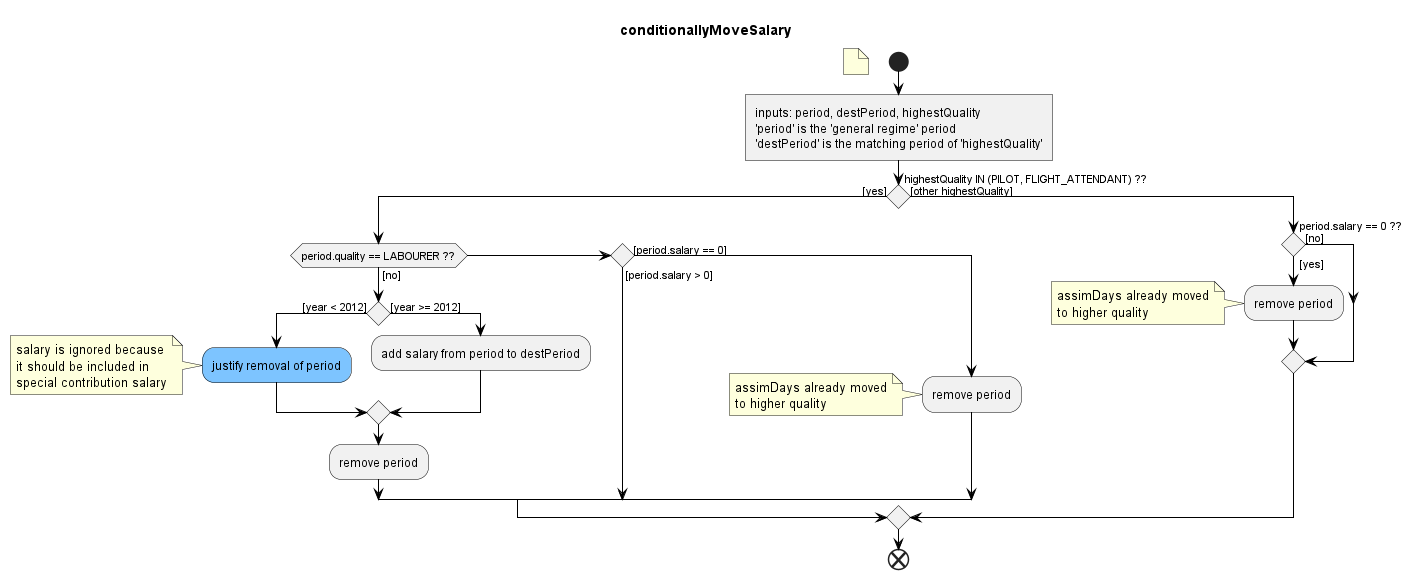 conditionallyMoveSalary
inputs: period, destPeriod, highestQuality
'period' is the 'general regime' period
'destPeriod' is the matching period of 'highestQuality'
highestQuality IN (PILOT, FLIGHT_ATTENDANT) ??
[yes]
[other highestQuality]
period.quality == LABOURER ??
[no]
[year < 2012]
[year >= 2012]
salary is ignored because
it should be included in
special contribution salary
justify removal of period
add salary from period to destPeriod
remove period
[period.salary == 0]
[period.salary > 0]
assimDays already moved
to higher quality
remove period
period.salary == 0 ??
[no]
[yes]
assimDays already moved
to higher quality
remove period